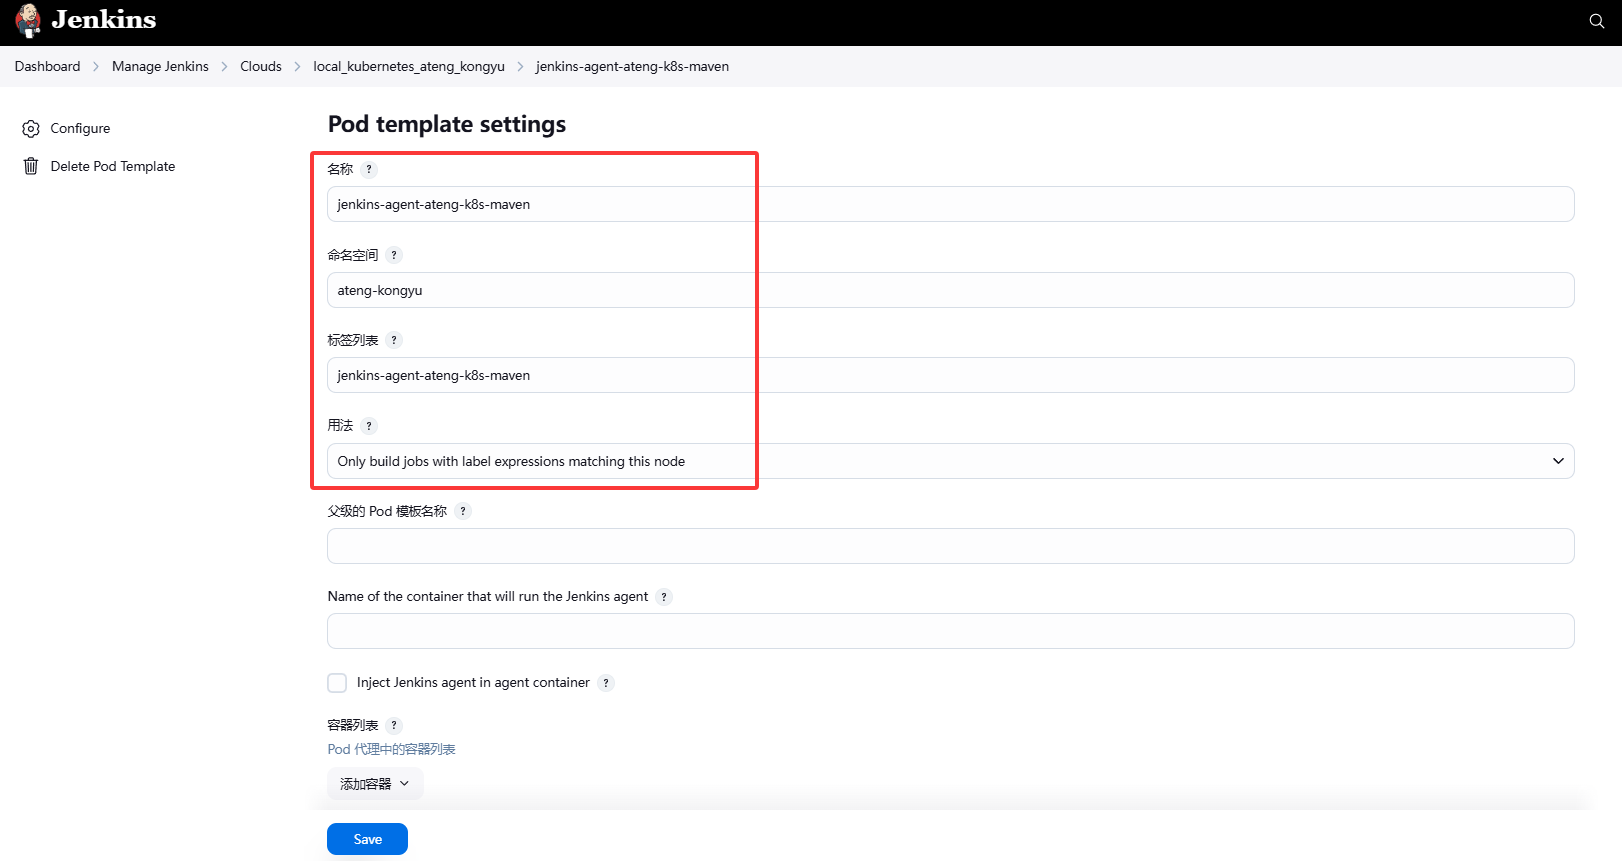 Jenkins
Dashboard > Manage Jenkins > Clouds > local_kubernetes_ateng_kongyu > jenkins-agent-ateng-k8s-maven
Configure
Delete Pod Template
Pod template settings
名称 ?
jenkins-agent-ateng-k8s-maven
命名空间 ?
ateng-kongyu
标签列表 ?
jenkins-agent-ateng-k8s-maven
用法 ?
Only build jobs with label expressions matching this node
父级的 Pod 模板名称 ?
Name of the container that will run the Jenkins agent ?
Inject Jenkins agent in agent container ?
容器列表 ?
Pod 代理中的容器列表
添加容器
Save